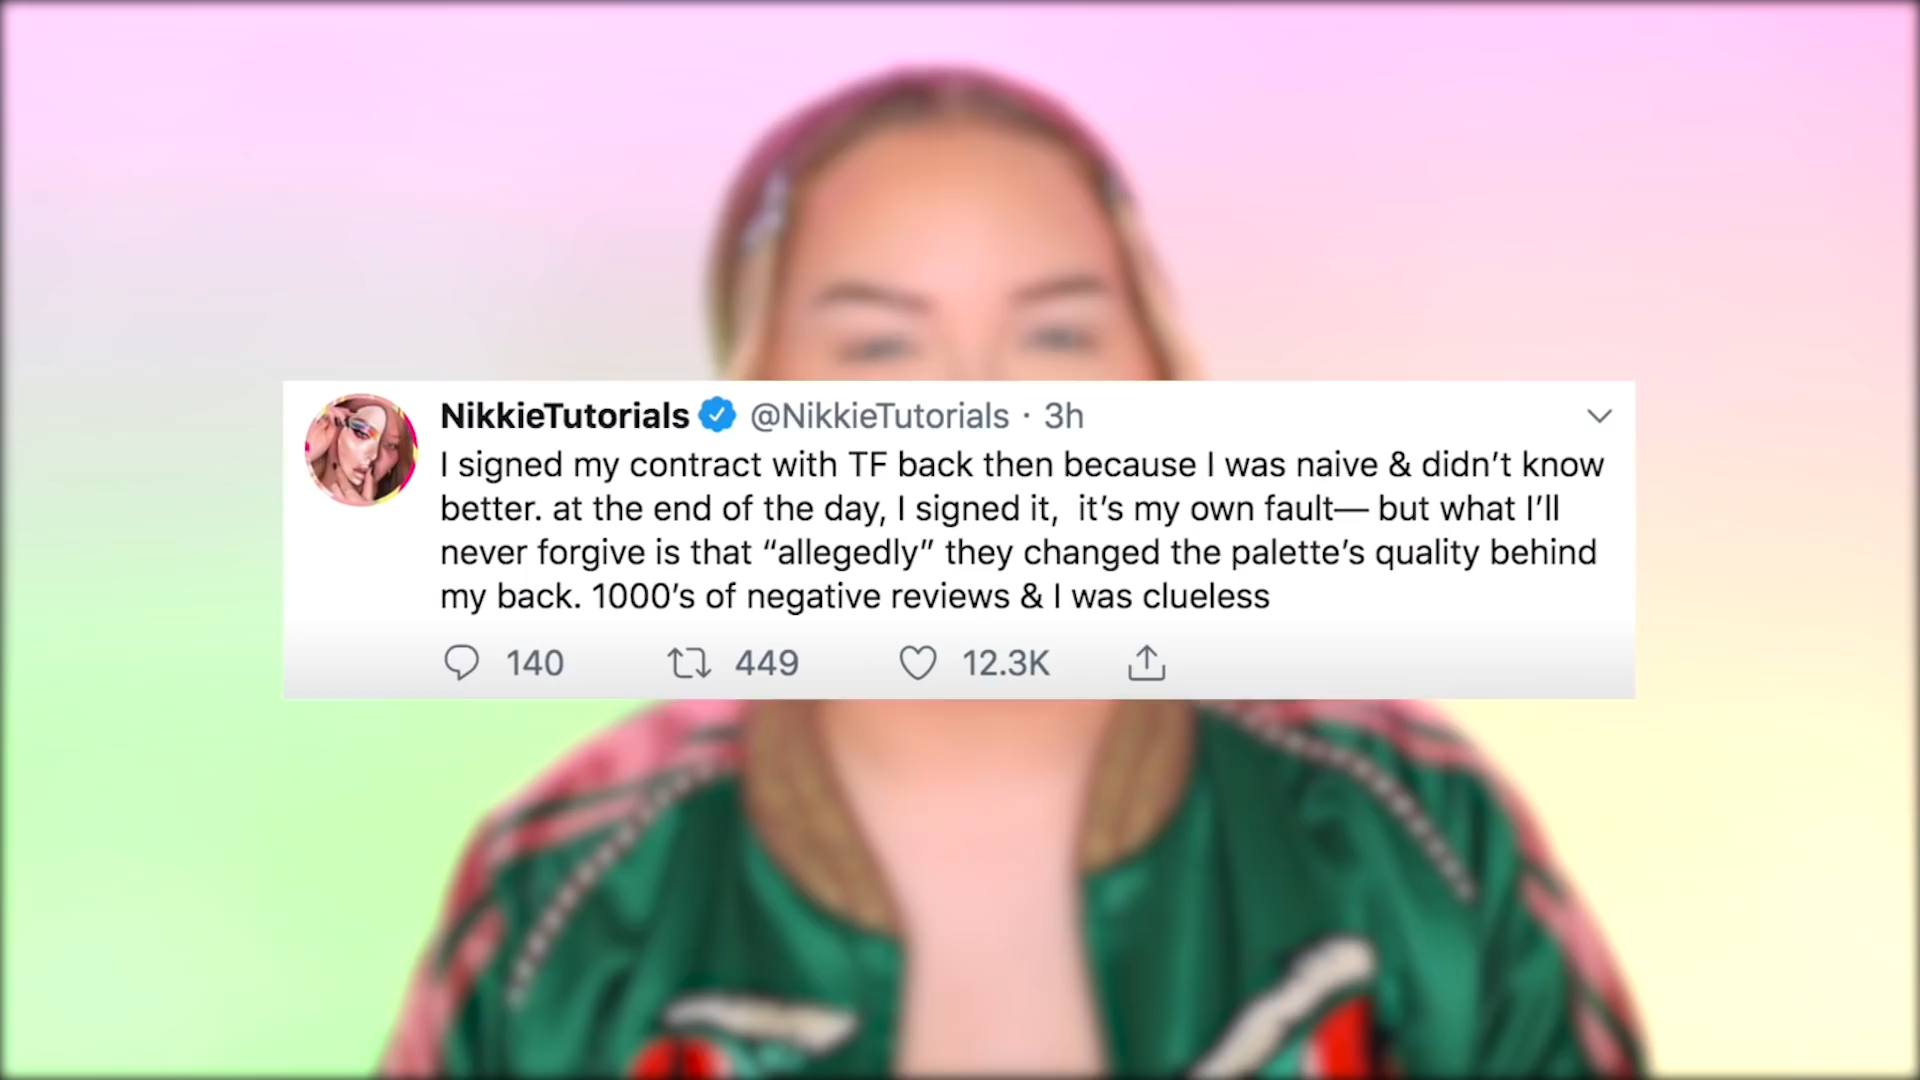 NikkieTutorials @NikkieTutorials · 3h
I signed my contract with TF back then because I was naive & didn’t know
better. at the end of the day, I signed it,  it’s my own fault— but what I’ll
never forgive is that “allegedly” they changed the palette’s quality behind
my back. 1000’s of negative reviews & I was clueless
140 449 12.3K